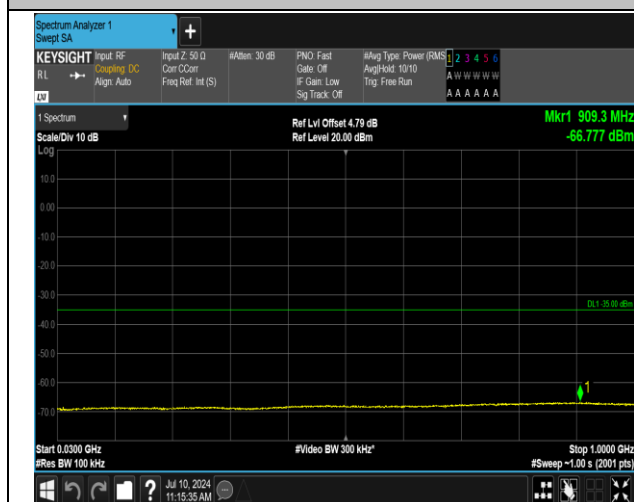 Spectrum Analyzer 1
Swept SA
KEYSIGHT
RL
LXI
Input: RF
Coupling: DC
Align: Auto
Input Z: 50 Ω
Corr CCorr
Freq Ref: Int (S)
#Atten: 30 dB
PNO: Fast
Gate: Off
IF Gain: Low
Sig Track: Off
#Avg Type: Power (RMS
Avg|Hold: 10/10
Trig: Free Run
1 2 3 4 5 6
A W W W W W
A A A A A A
1 Spectrum
Scale/Div 10 dB
Log
Ref Lvl Offset 4.79 dB
Ref Level 20.00 dBm
Mkr1 909.3 MHz
-66.777 dBm
10.0
0.00
-10.0
-20.0
-30.0
DL1 -35.00 dBm
-40.0
-50.0
-60.0
1
-70.0
Start 0.0300 GHz
#Res BW 100 kHz
#Video BW 300 kHz*
Stop 1.0000 GHz
#Sweep ~1.00 s (2001 pts)
?
Jul 10, 2024
11:15:35 AM